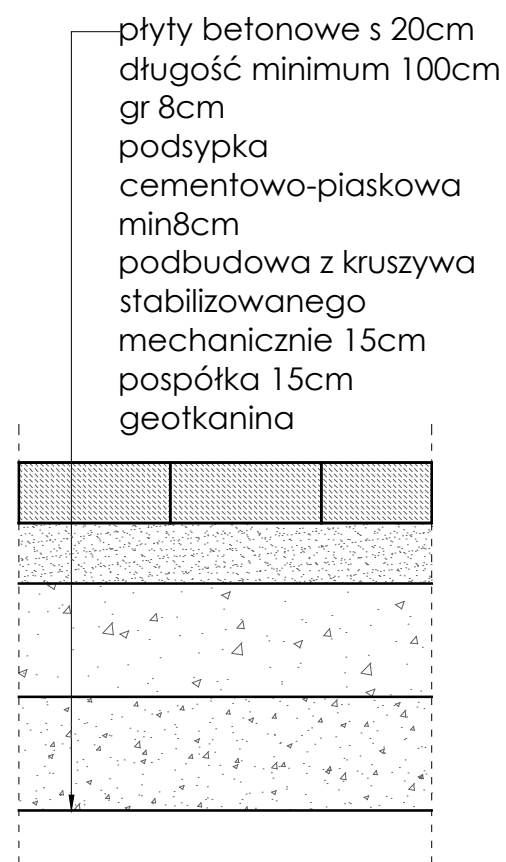 płyty betonowe s 20cm
długość minimum 100cm
gr 8cm
podsypka
cementowo-piaskowa
min8cm
podbudowa z kruszywa
stabilizowanego
mechanicznie 15cm
pospółka 15cm
geotkanina